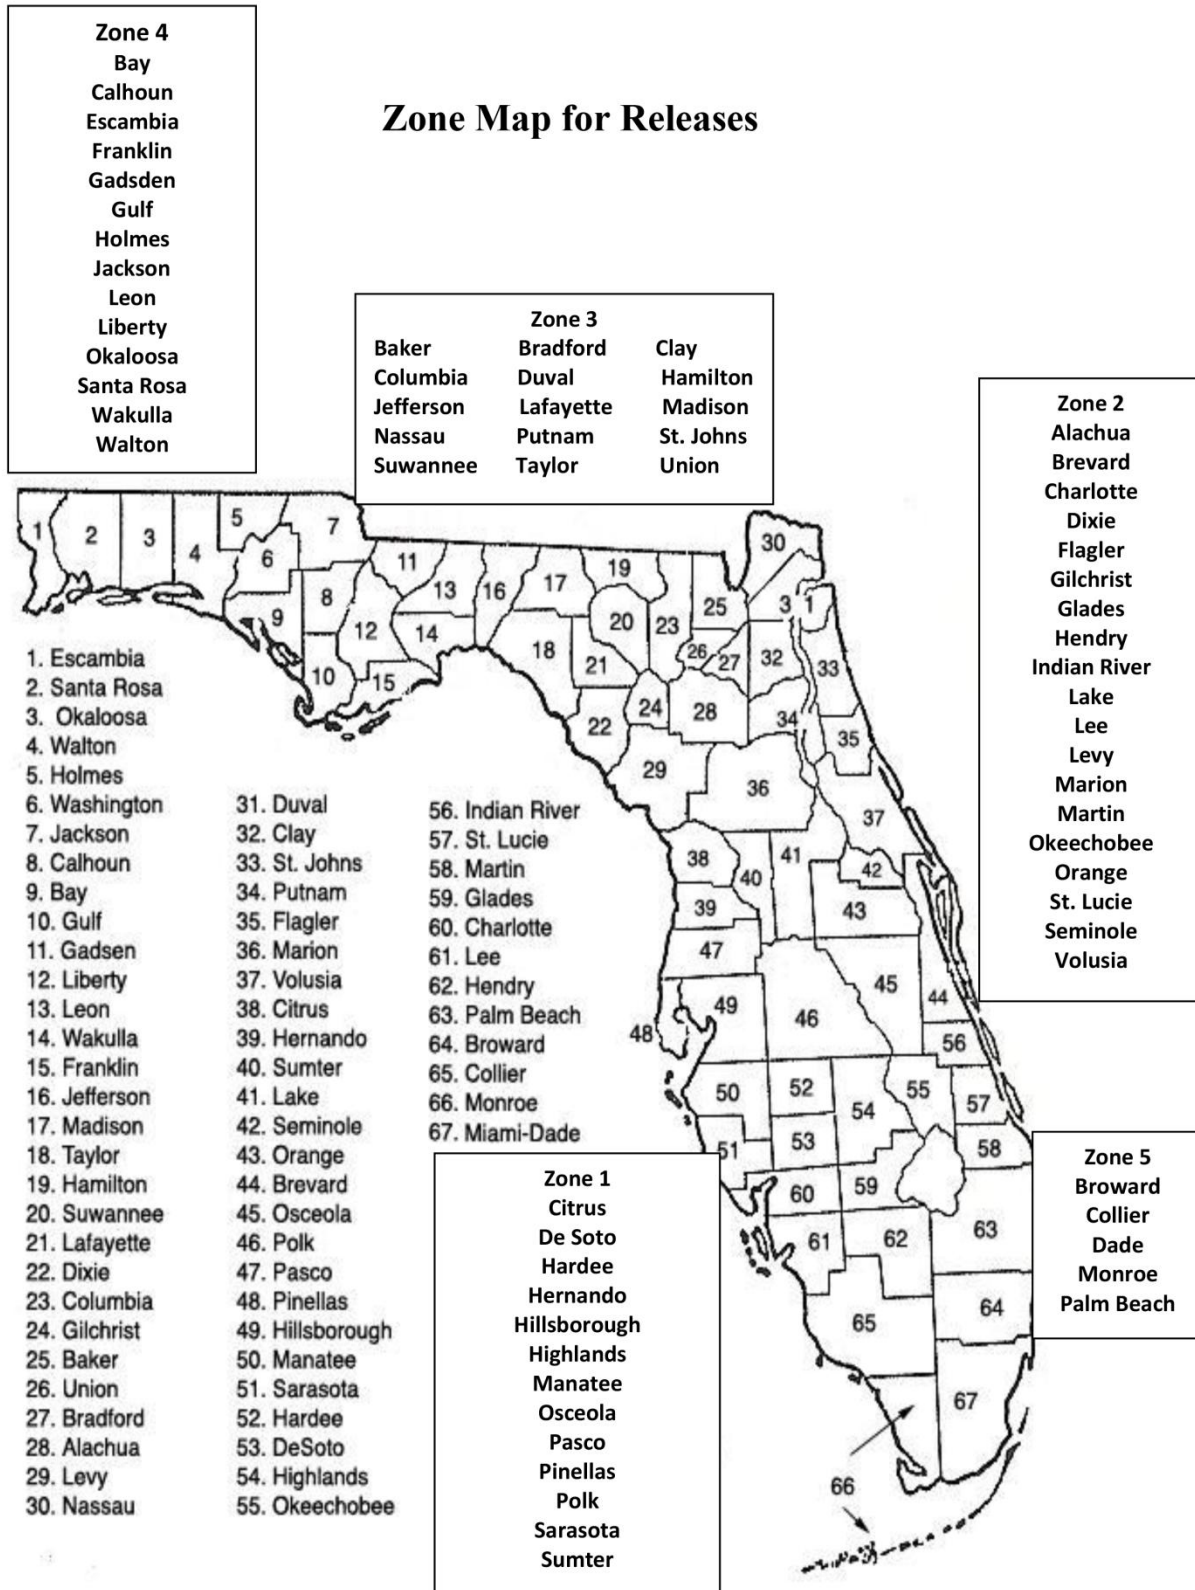 Zone 4
Bay
Calhoun
Escambia
Franklin
Gadsden
Gulf
Holmes
Jackson
Leon
Liberty
Okaloosa
Santa Rosa
Wakulla
Walton
Zone Map for Releases
Zone 3
Baker Bradford Clay
Columbia Duval Hamilton
Jefferson Lafayette Madison
Nassau Putnam St. Johns
Suwannee Taylor Union
Zone 2
Alachua
Brevard
Charlotte
Dixie
Flagler
Gilchrist
Glades
Hendry
Indian River
Lake
Lee
Levy
Marion
Martin
Okeechobee
Orange
St. Lucie
Seminole
Volusia
1
2
3
4
5
6
7
8
9
10
11
12
13
14
15
16
17
18
19
20
21
22
23
24
25
26
27
28
29
30
3 1
32
33
34
35
36
37
38
39
40
41
42
43
44
45
46
47
48
49
50
51
52
53
54
55
56
57
58
59
60
61
62
63
64
65
66
67
1. Escambia
2. Santa Rosa
3. Okaloosa
4. Walton
5. Holmes
6. Washington
7. Jackson
8. Calhoun
9. Bay
10. Gulf
11. Gadsen
12. Liberty
13. Leon
14. Wakulla
15. Franklin
16. Jefferson
17. Madison
18. Taylor
19. Hamilton
20. Suwannee
21. Lafayette
22. Dixie
23. Columbia
24. Gilchrist
25. Baker
26. Union
27. Bradford
28. Alachua
29. Levy
30. Nassau
31. Duval
32. Clay
33. St. Johns
34. Putnam
35. Flagler
36. Marion
37. Volusia
38. Citrus
39. Hernando
40. Sumter
41. Lake
42. Seminole
43. Orange
44. Brevard
45. Osceola
46. Polk
47. Pasco
48. Pinellas
49. Hillsborough
50. Manatee
51. Sarasota
52. Hardee
53. DeSoto
54. Highlands
55. Okeechobee
56. Indian River
57. St. Lucie
58. Martin
59. Glades
60. Charlotte
61. Lee
62. Hendry
63. Palm Beach
64. Broward
65. Collier
66. Monroe
67. Miami-Dade
Zone 1
Citrus
De Soto
Hardee
Hernando
Hillsborough
Highlands
Manatee
Osceola
Pasco
Pinellas
Polk
Sarasota
Sumter
Zone 5
Broward
Collier
Dade
Monroe
Palm Beach